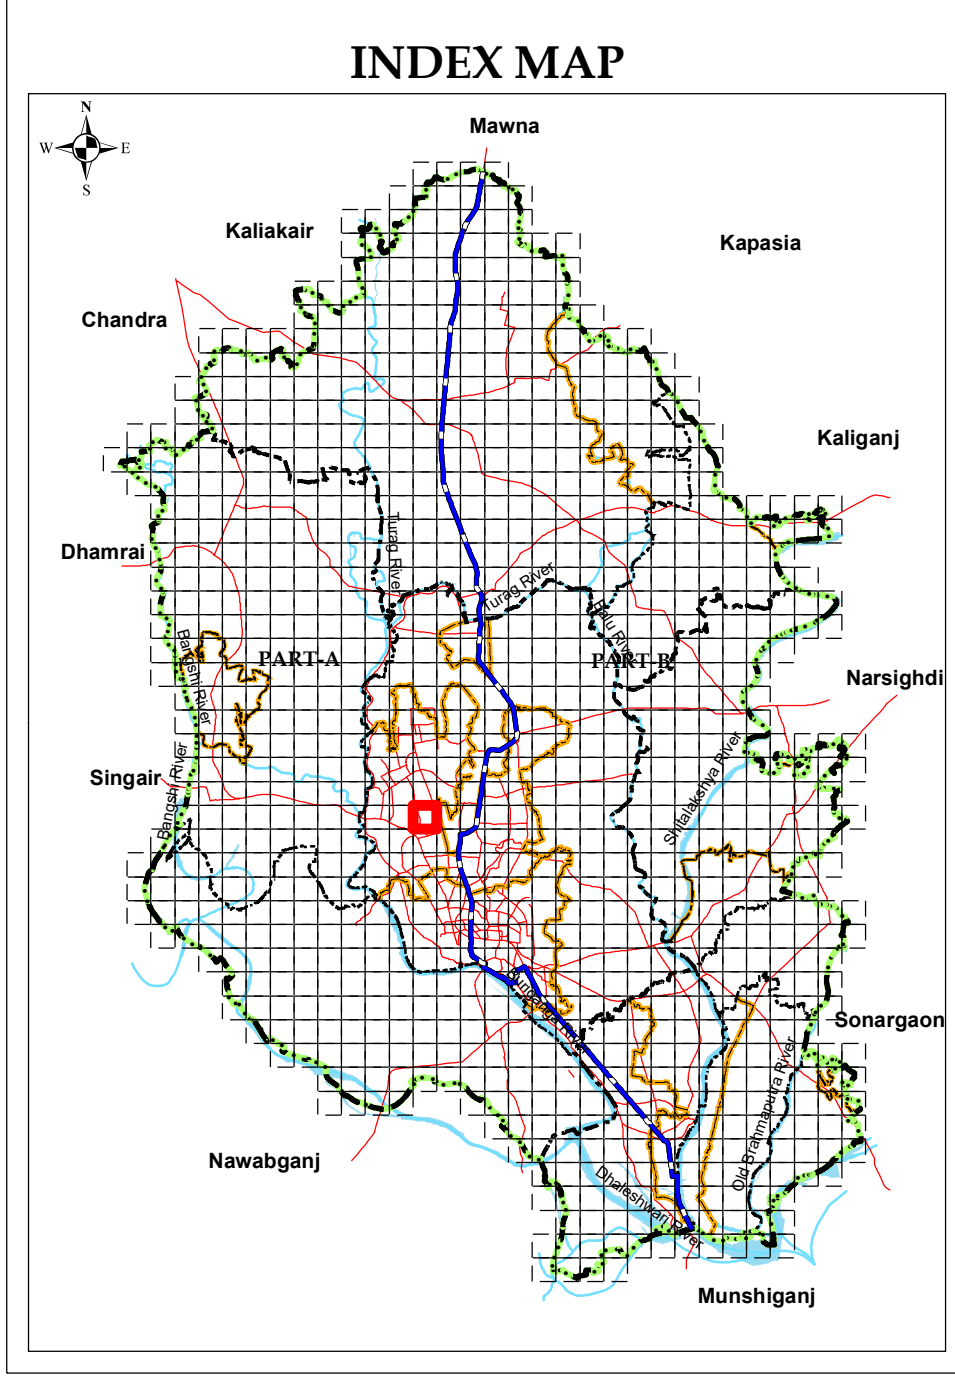 INDEX MAP
N
W E
S
Mawna
Kaliakair
Kapasia
Chandra
Kaliganj
Dhamrai
Turag River
Turag River
Balu River
Bangshi River
PART-A
PART-B
Narsighdi
Singair
Bangshi River
Shitalakshya River
Buriganga River
Sonargaon
Old Brahmaputra River
Nawabganj
Dhaleshwari River
Munshiganj